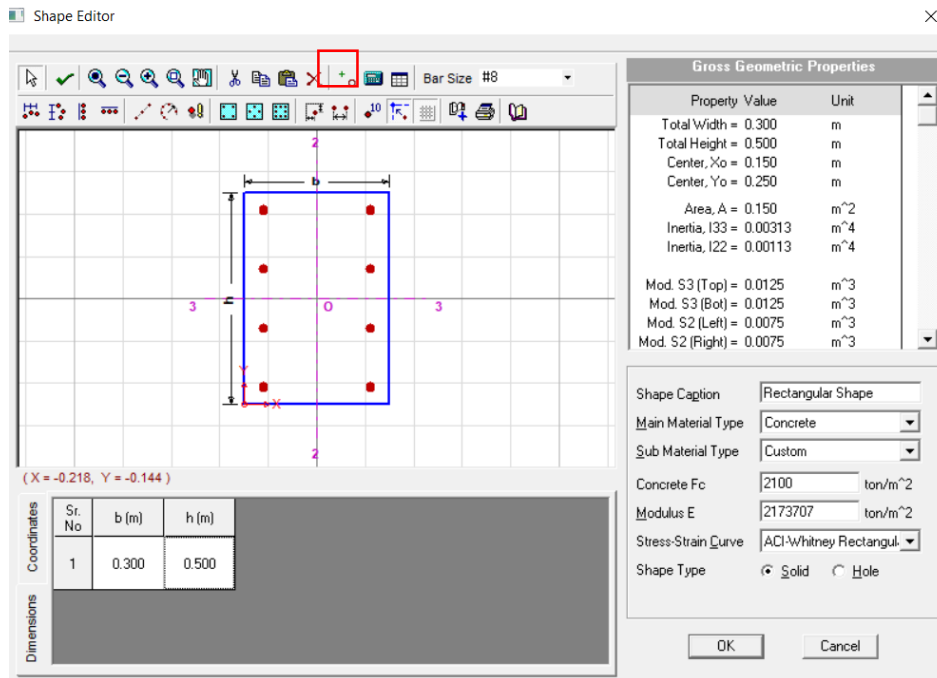 Shape Editor
Bar Size #8
10
2
b
h
3 O 3
Y
X
2
( X = -0.218, Y = -0.144 )
Coordinates
Dimensions
Sr. No b (m) h (m)
1 0.300 0.500
Gross Geometric Properties
Property Value Unit
Total Width = 0.300 m
Total Height = 0.500 m
Center, Xo = 0.150 m
Center, Yo = 0.250 m
Area, A = 0.150 m^2
Inertia, I33 = 0.00313 m^4
Inertia, I22 = 0.00113 m^4
Mod. S3 (Top) = 0.0125 m^3
Mod. S3 (Bot) = 0.0125 m^3
Mod. S2 (Left) = 0.0075 m^3
Mod. S2 (Right) = 0.0075 m^3
Shape Caption Rectangular Shape
Main Material Type Concrete
Sub Material Type Custom
Concrete Fc 2100 ton/m^2
Modulus E 2173707 ton/m^2
Stress-Strain Curve ACI-Whitney Rectangul.
Shape Type Solid Hole
OK Cancel